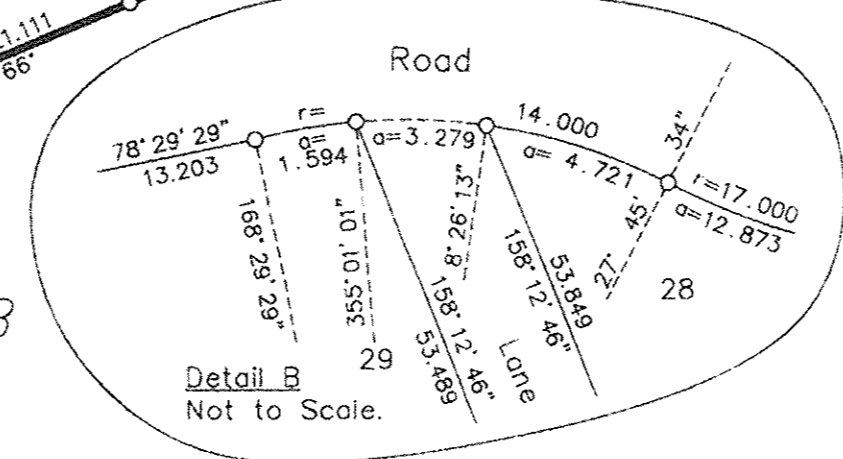 66'
Road
78° 29' 29"
13.203
r=
a=
1.594
a=3.279
14.000
a= 4.721
34"
45'
27°
r=17.000
a=12.873
168° 29' 29"
355° 01' 01"
8° 26' 13"
158° 12' 46"
53.489
158° 12' 46"
53.849
Lane
28
29
Detail B
Not to Scale.